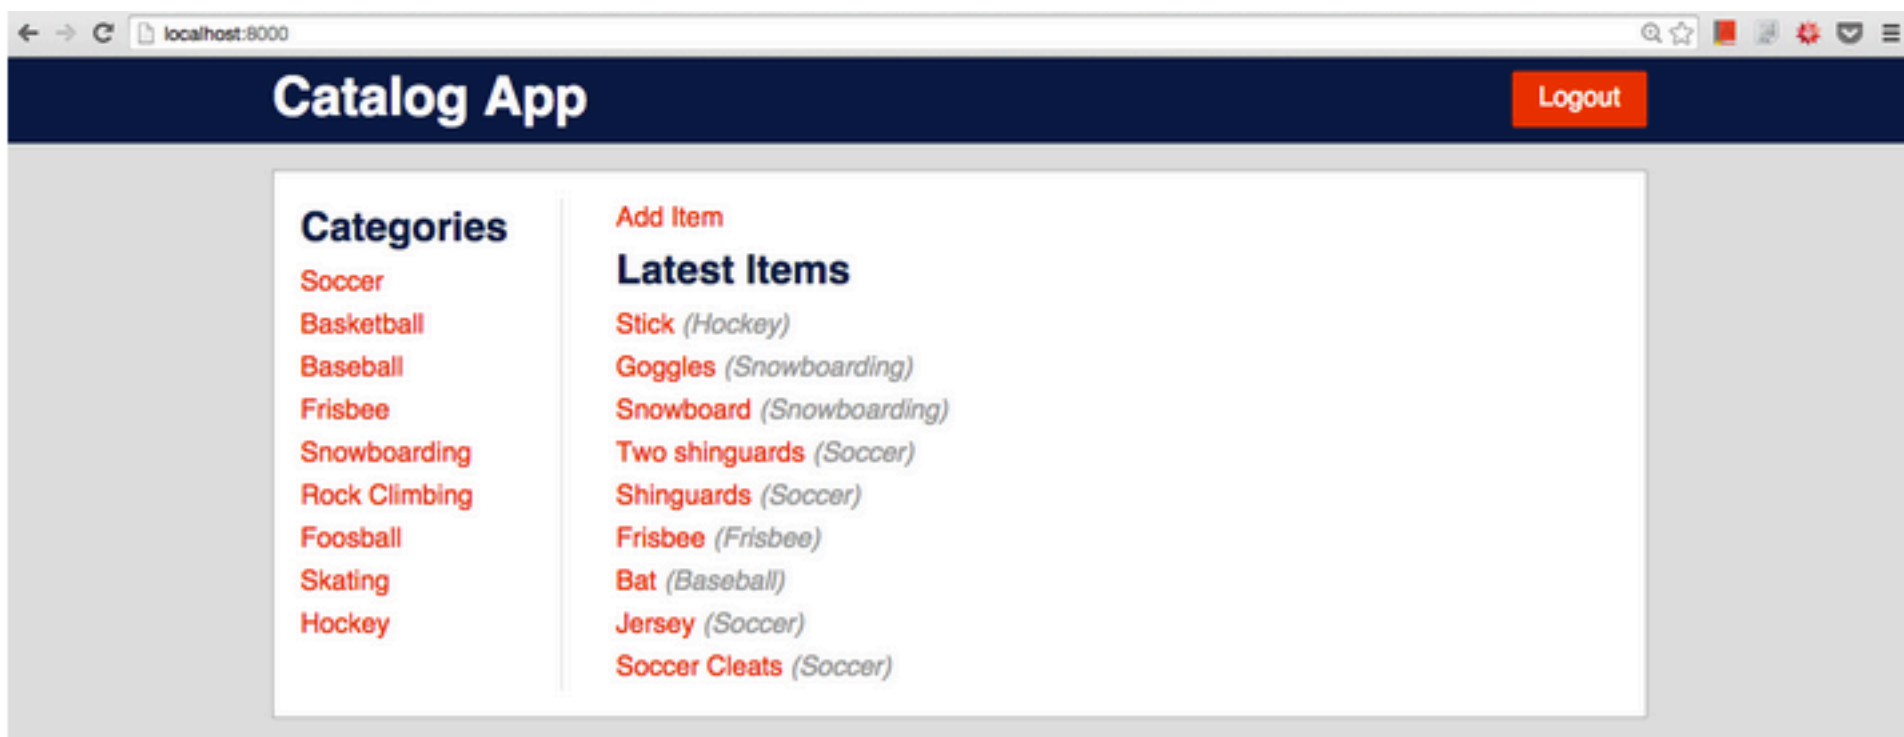 localhost:8000
Catalog App
Logout
Categories
Soccer
Basketball
Baseball
Frisbee
Snowboarding
Rock Climbing
Foosball
Skating
Hockey
Add Item
Latest Items
Stick (Hockey)
Goggles (Snowboarding)
Snowboard (Snowboarding)
Two shinguards (Soccer)
Shinguards (Soccer)
Frisbee (Frisbee)
Bat (Baseball)
Jersey (Soccer)
Soccer Cleats (Soccer)